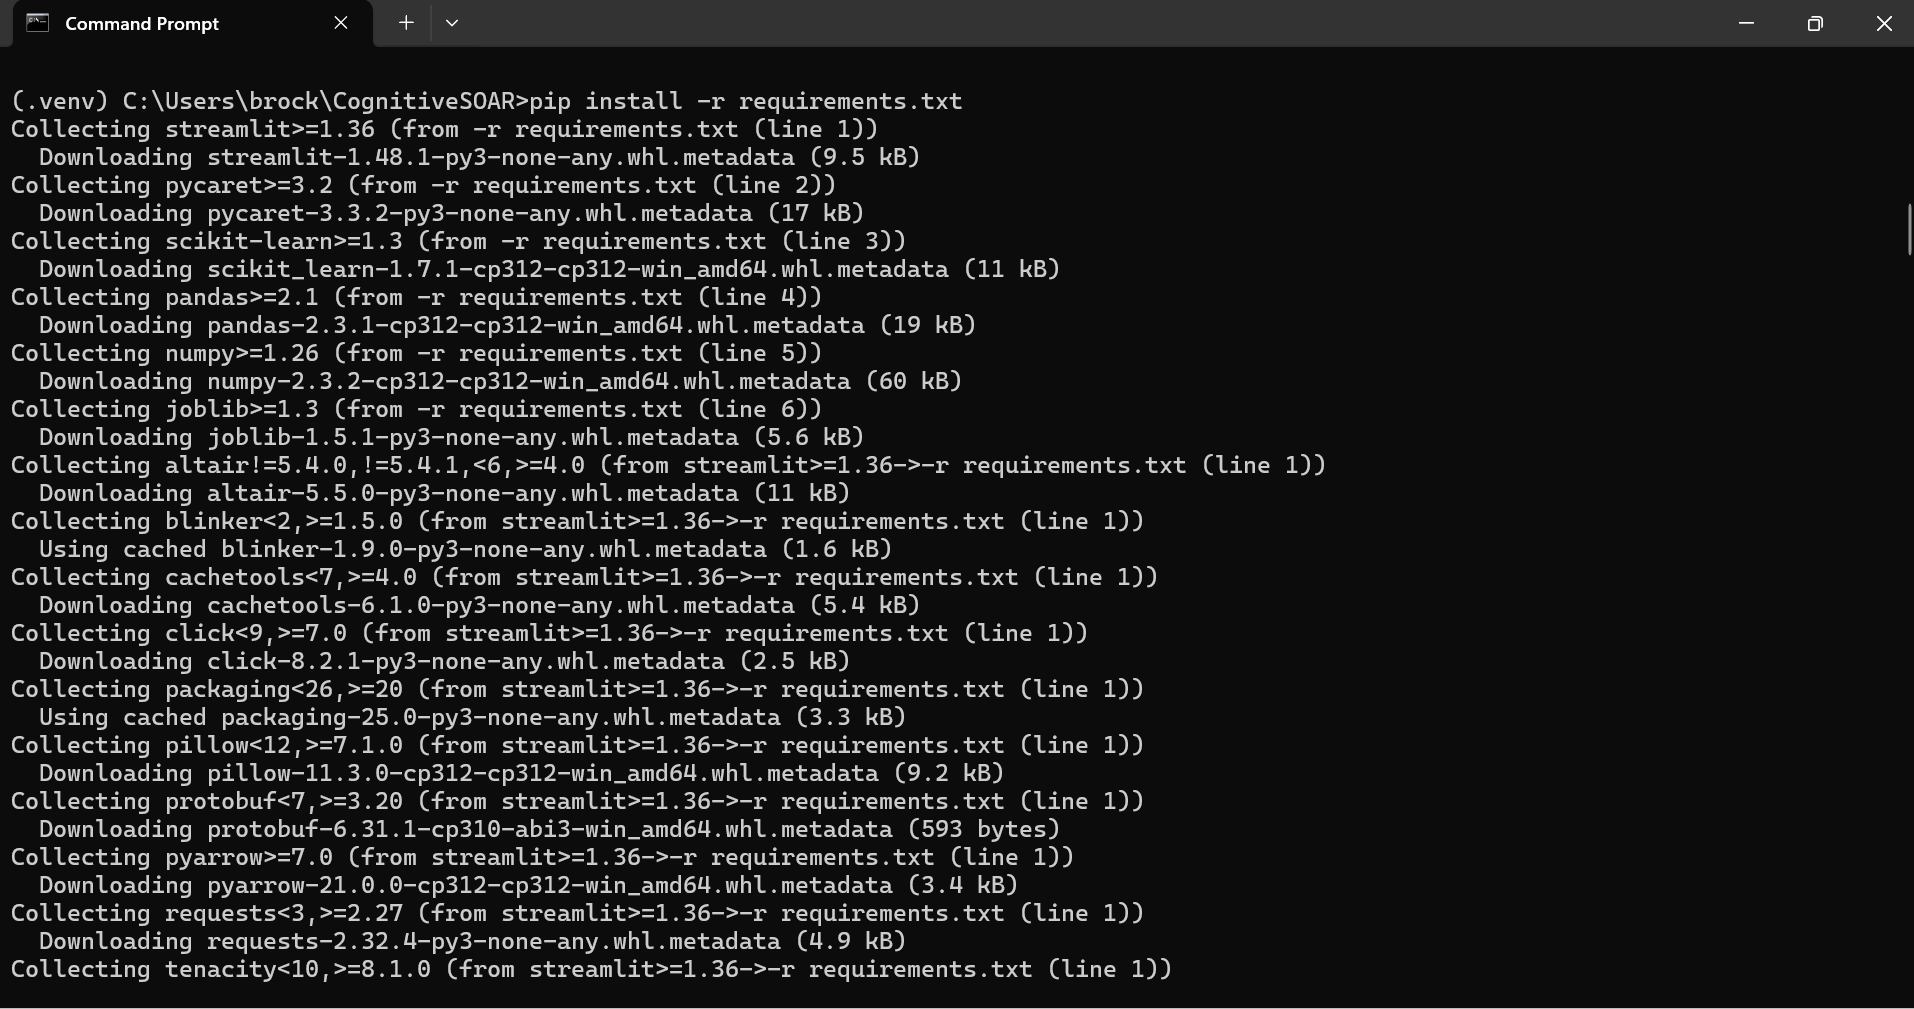 Command Prompt
(.venv) C:\Users\brock\CognitiveSOAR>pip install -r requirements.txt
Collecting streamlit>=1.36 (from -r requirements.txt (line 1))
  Downloading streamlit-1.48.1-py3-none-any.whl.metadata (9.5 kB)
Collecting pycaret>=3.2 (from -r requirements.txt (line 2))
  Downloading pycaret-3.3.2-py3-none-any.whl.metadata (17 kB)
Collecting scikit-learn>=1.3 (from -r requirements.txt (line 3))
  Downloading scikit_learn-1.7.1-cp312-cp312-win_amd64.whl.metadata (11 kB)
Collecting pandas>=2.1 (from -r requirements.txt (line 4))
  Downloading pandas-2.3.1-cp312-cp312-win_amd64.whl.metadata (19 kB)
Collecting numpy>=1.26 (from -r requirements.txt (line 5))
  Downloading numpy-2.3.2-cp312-cp312-win_amd64.whl.metadata (60 kB)
Collecting joblib>=1.3 (from -r requirements.txt (line 6))
  Downloading joblib-1.5.1-py3-none-any.whl.metadata (5.6 kB)
Collecting altair!=5.4.0,!=5.4.1,<6,>=4.0 (from streamlit>=1.36->-r requirements.txt (line 1))
  Downloading altair-5.5.0-py3-none-any.whl.metadata (11 kB)
Collecting blinker<2,>=1.5.0 (from streamlit>=1.36->-r requirements.txt (line 1))
  Using cached blinker-1.9.0-py3-none-any.whl.metadata (1.6 kB)
Collecting cachetools<7,>=4.0 (from streamlit>=1.36->-r requirements.txt (line 1))
  Downloading cachetools-6.1.0-py3-none-any.whl.metadata (5.4 kB)
Collecting click<9,>=7.0 (from streamlit>=1.36->-r requirements.txt (line 1))
  Downloading click-8.2.1-py3-none-any.whl.metadata (2.5 kB)
Collecting packaging<26,>=20 (from streamlit>=1.36->-r requirements.txt (line 1))
  Using cached packaging-25.0-py3-none-any.whl.metadata (3.3 kB)
Collecting pillow<12,>=7.1.0 (from streamlit>=1.36->-r requirements.txt (line 1))
  Downloading pillow-11.3.0-cp312-cp312-win_amd64.whl.metadata (9.2 kB)
Collecting protobuf<7,>=3.20 (from streamlit>=1.36->-r requirements.txt (line 1))
  Downloading protobuf-6.31.1-cp310-abi3-win_amd64.whl.metadata (593 bytes)
Collecting pyarrow>=7.0 (from streamlit>=1.36->-r requirements.txt (line 1))
  Downloading pyarrow-21.0.0-cp312-cp312-win_amd64.whl.metadata (3.4 kB)
Collecting requests<3,>=2.27 (from streamlit>=1.36->-r requirements.txt (line 1))
  Downloading requests-2.32.4-py3-none-any.whl.metadata (4.9 kB)
Collecting tenacity<10,>=8.1.0 (from streamlit>=1.36->-r requirements.txt (line 1))